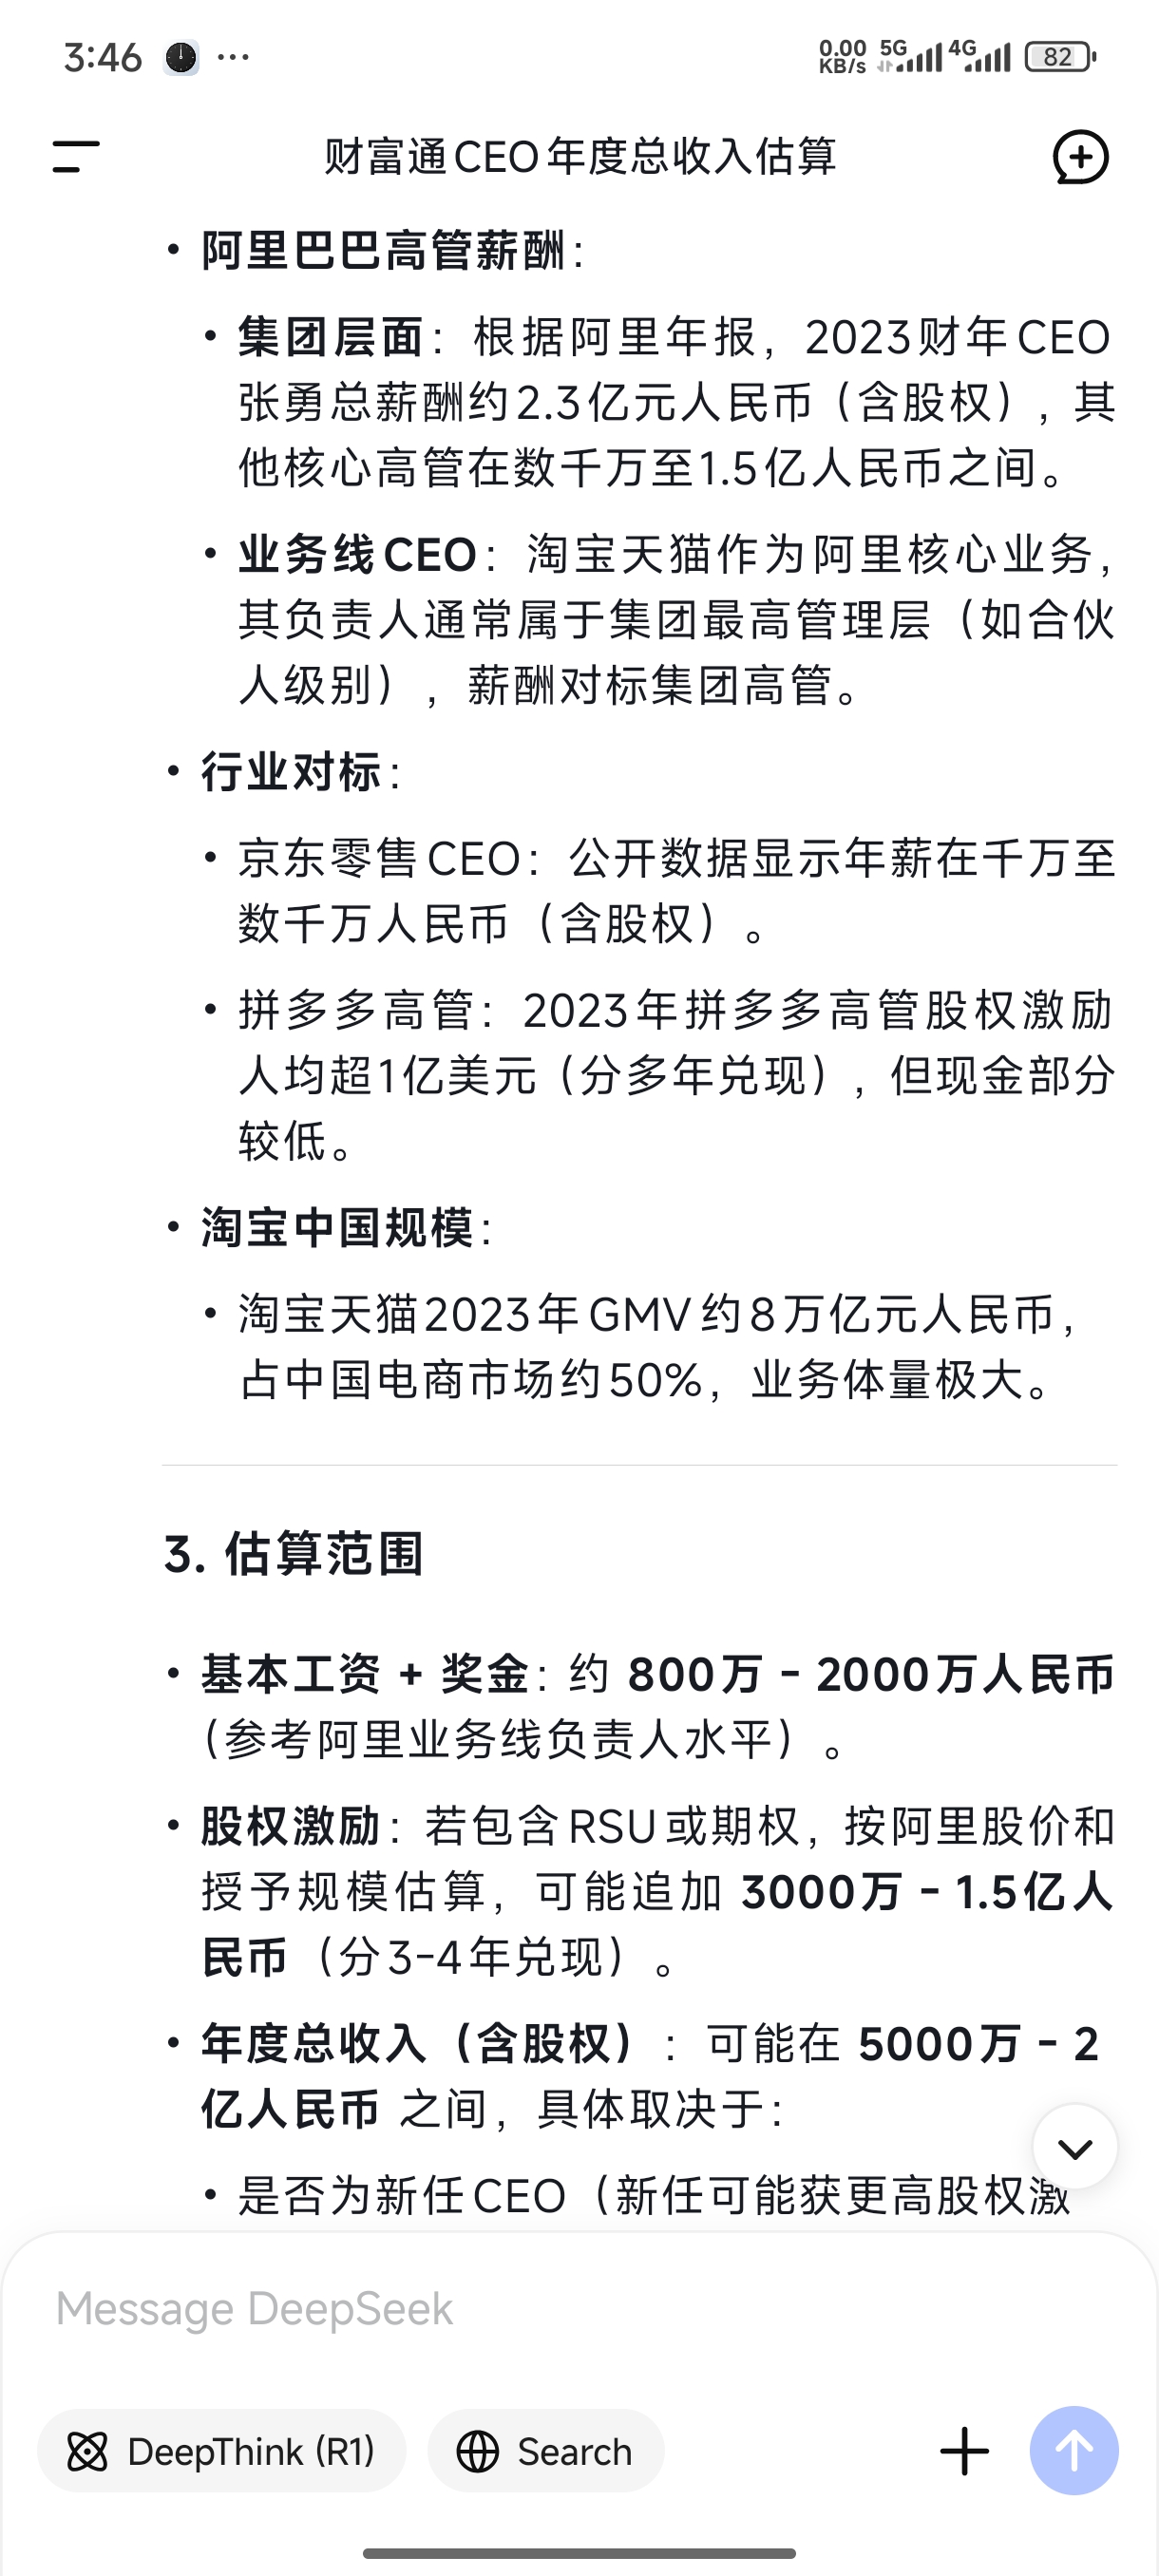 3:46 ··· 0.00 KB/s 5G 4G 82
财富通CEO年度总收入估算
• 阿里巴巴高管薪酬：
• 集团层面：根据阿里年报，2023财年CEO
张勇总薪酬约2.3亿元人民币（含股权），其
他核心高管在数千万至1.5亿人民币之间。
• 业务线CEO：淘宝天猫作为阿里核心业务，
其负责人通常属于集团最高管理层（如合伙
人级别），薪酬对标集团高管。
• 行业对标：
• 京东零售CEO：公开数据显示年薪在千万至
数千万人民币（含股权）。
• 拼多多高管：2023年拼多多高管股权激励
人均超1亿美元（分多年兑现），但现金部分
较低。
• 淘宝中国规模：
• 淘宝天猫2023年GMV约8万亿元人民币，
占中国电商市场约50%，业务体量极大。
3. 估算范围
• 基本工资 + 奖金：约 800万 - 2000万人民币
（参考阿里业务线负责人水平）。
• 股权激励：若包含RSU或期权，按阿里股价和
授予规模估算，可能追加 3000万 - 1.5亿人
民币（分3-4年兑现）。
• 年度总收入（含股权）：可能在 5000万 - 2
亿人民币 之间，具体取决于：
• 是否为新任CEO（新任可能获更高股权激
Message DeepSeek
DeepThink (R1) Search